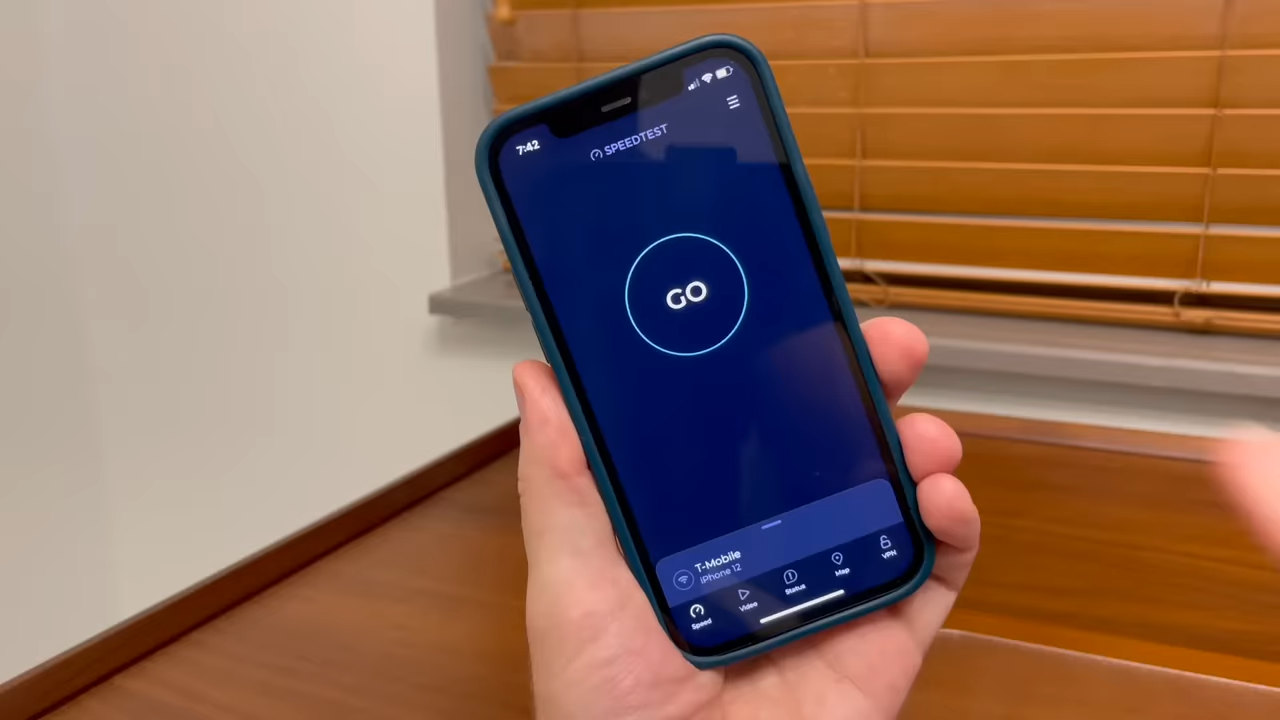 7:42
SPEEDTEST
GO
T-Mobile
iPhone 12
Speed
Video
Status
Map
VPN